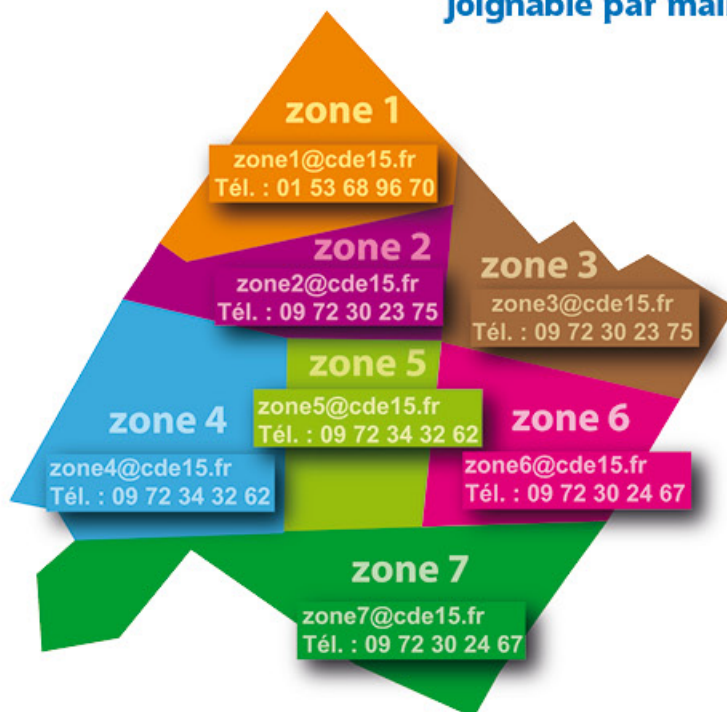 joignable par mail
zone 1
zone1@cde15.fr
Tél. : 01 53 68 96 70
zone 2
zone2@cde15.fr
Tél. : 09 72 30 23 75
zone 3
zone3@cde15.fr
Tél. : 09 72 30 23 75
zone 4
zone4@cde15.fr
Tél. : 09 72 34 32 62
zone 5
zone5@cde15.fr
Tél. : 09 72 34 32 62
zone 6
zone6@cde15.fr
Tél. : 09 72 30 24 67
zone 7
zone7@cde15.fr
Tél. : 09 72 30 24 67